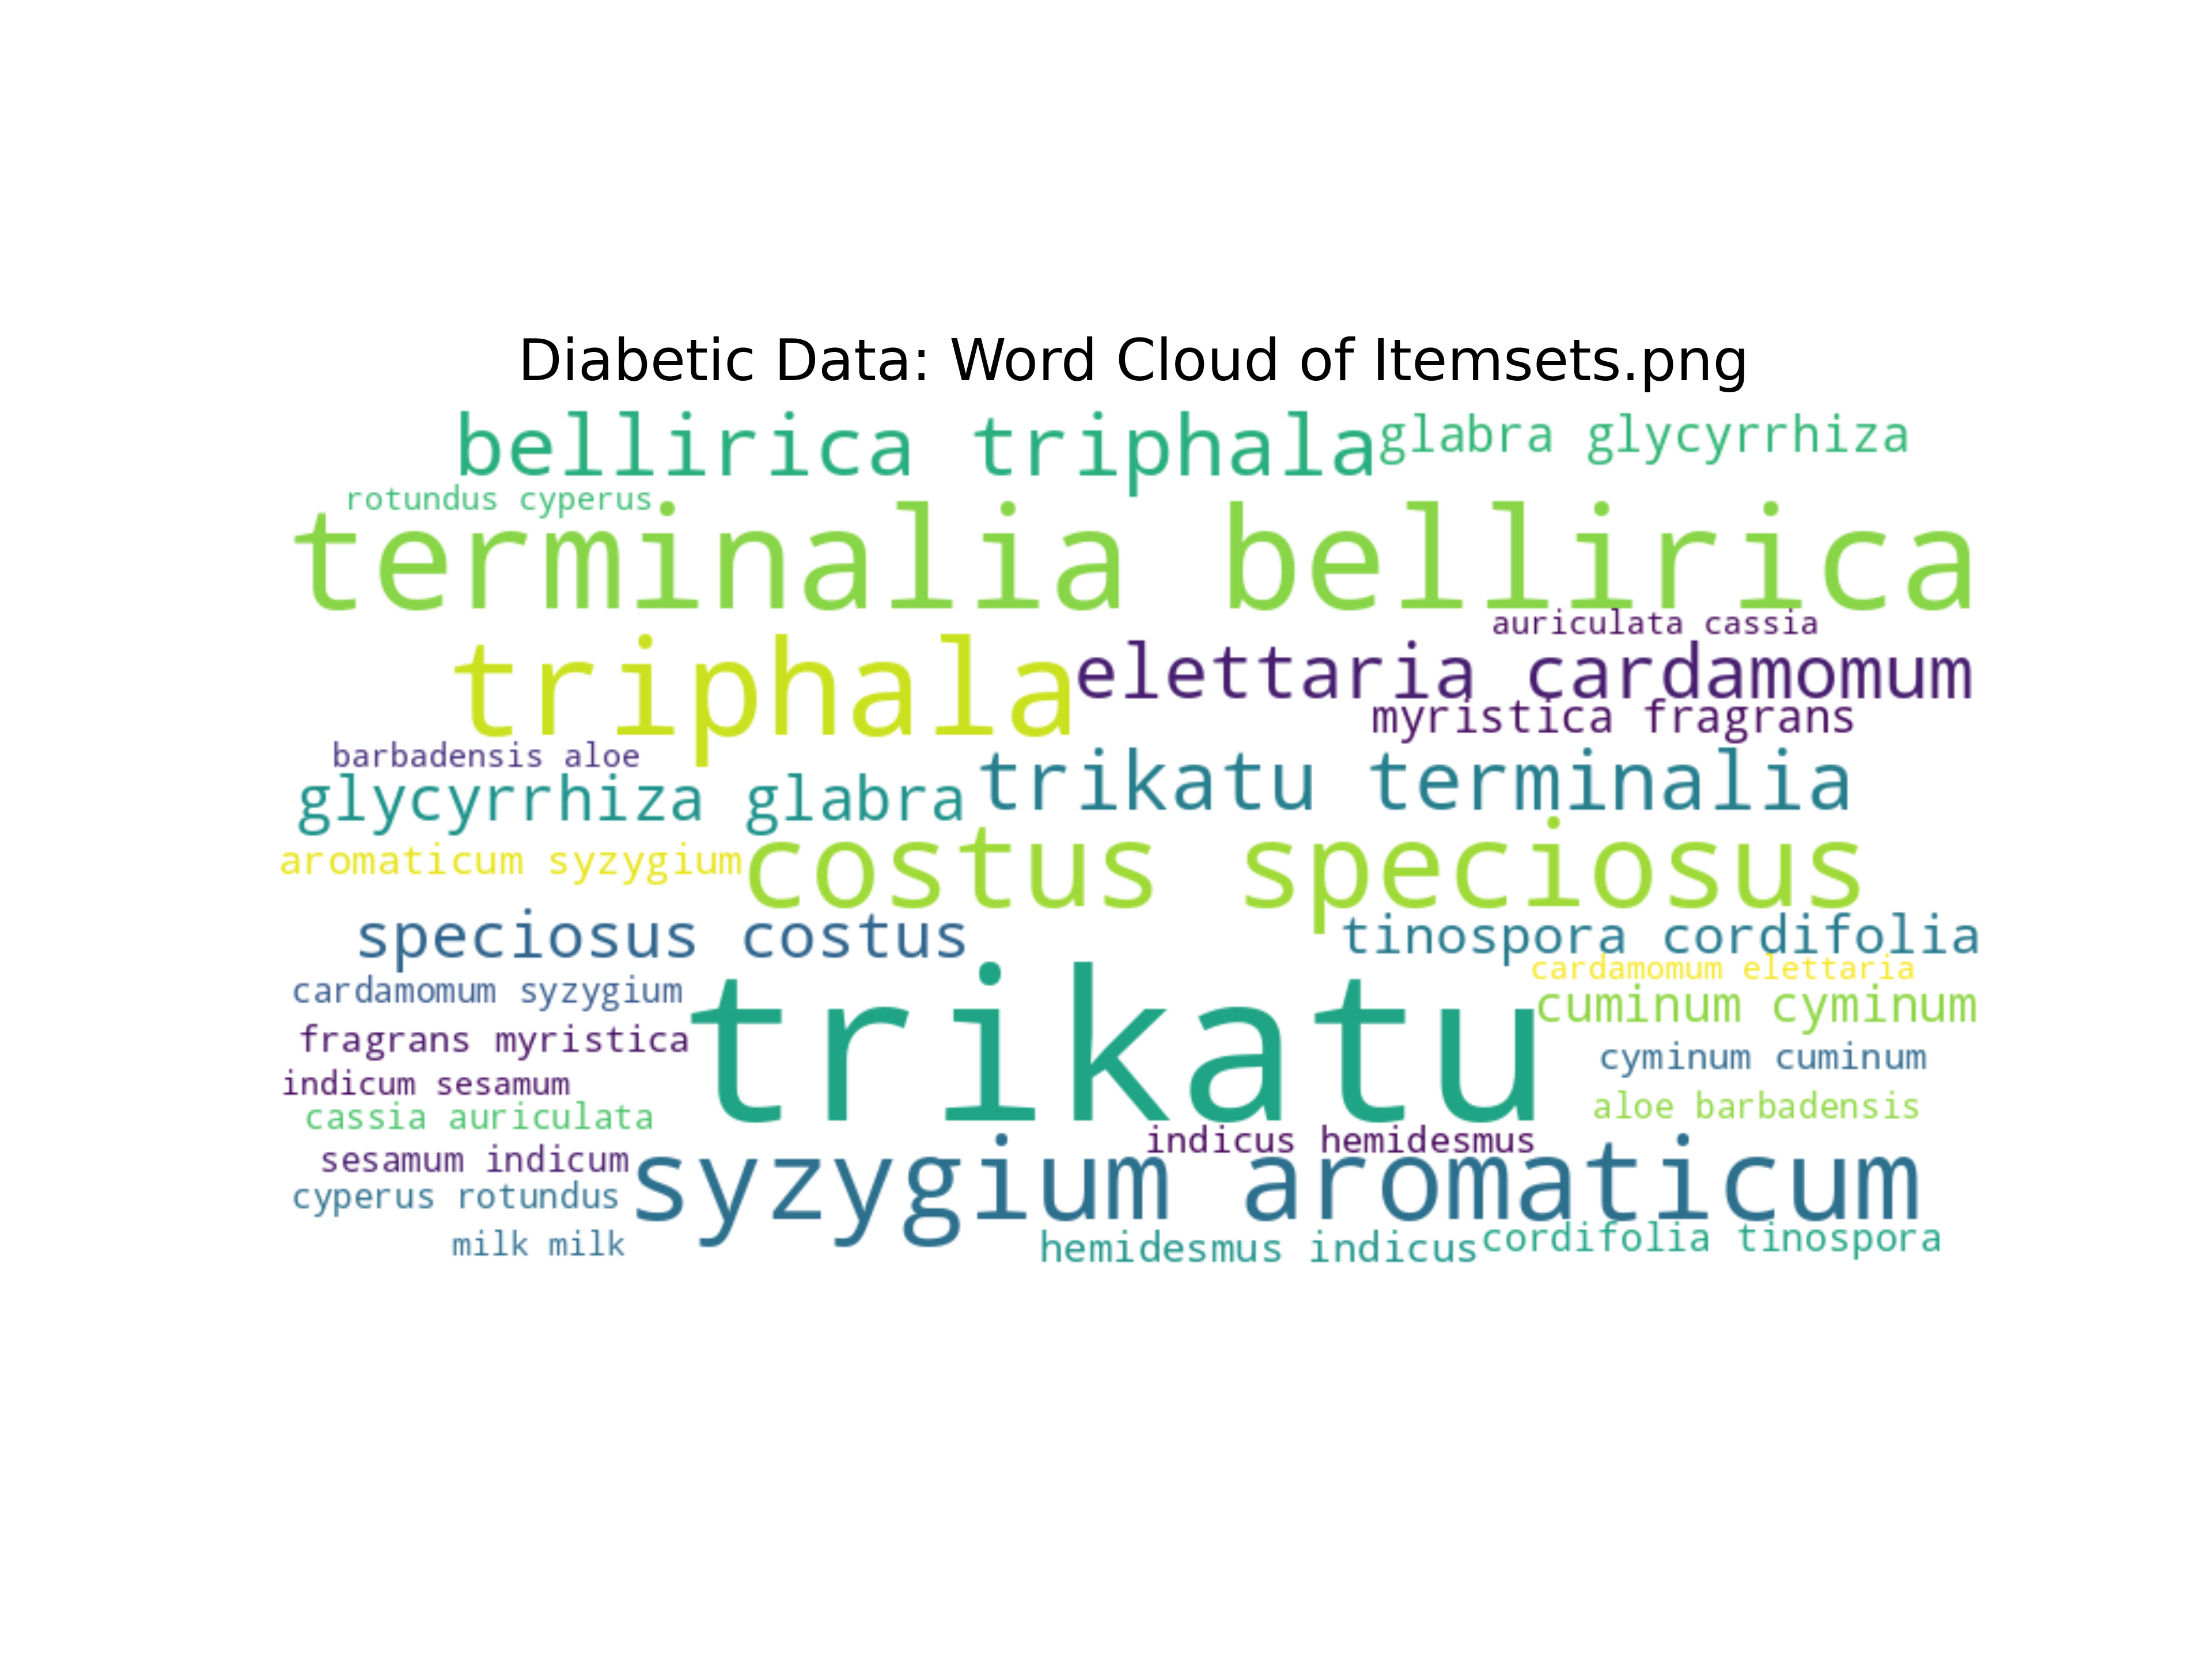 Diabetic Data: Word Cloud of Itemsets.png
bellirica triphala
glabra glycyrrhiza
rotundus cyperus
terminalia bellirica
auriculata cassia
triphala
elettaria cardamomum
myristica fragrans
barbadensis aloe
trikatu terminalia
glycyrrhiza glabra
aromaticum syzygium
costus speciosus
speciosus costus
tinospora cordifolia
cardamomum elettaria
cardamomum syzygium
cuminum cyminum
fragrans myristica
trikatu
cyminum cuminum
indicum sesamum
cassia auriculata
aloe barbadensis
indicus hemidesmus
sesamum indicum
syzygium aromaticum
cyperus rotundus
milk milk
hemidesmus indicus
cordifolia tinospora